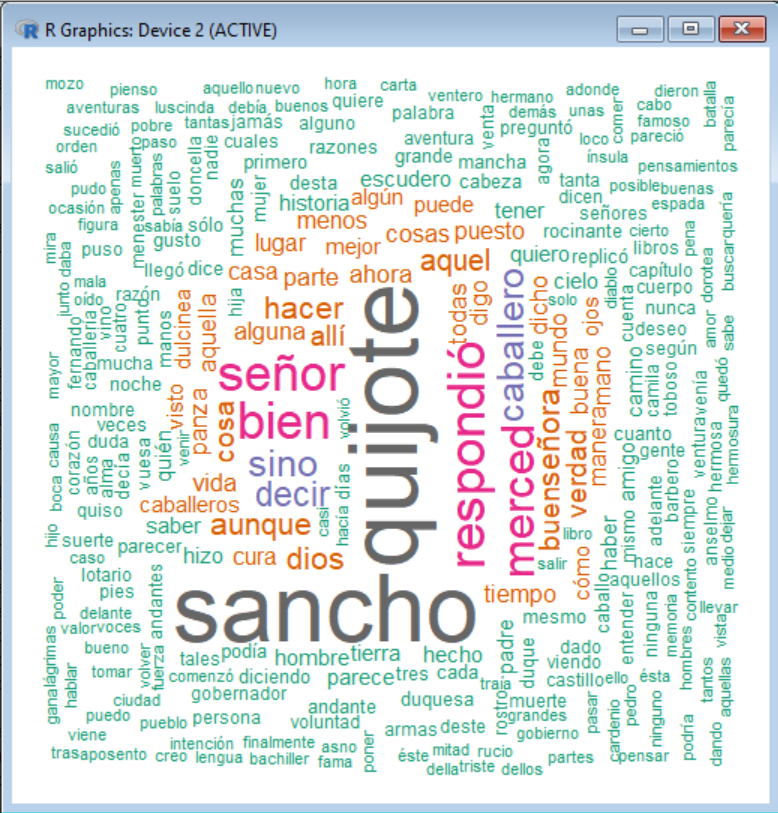 R Graphics: Device 2 (ACTIVE)
mozo
pienso
aquello
nuevo
hora
carta
ventero
hermano
adonde
dieron
batalla
parecía
aventuras
luscinda
debía
buenos
quiere
palabra
venta
demás
unas
comer
cabo
famoso
sucedió
pobre
tantas
jamás
alguno
aventura
preguntó
loco
pareció
orden
muerto
paso
nadie
cuales
razones
grande
mancha
agora
ínsula
salió
apenas
palabras
suelo
doncella
primero
desta
escudero
cabeza
tanta
pensamientos
pudo
menester
muchas
mujer
historia
algún
puede
tener
dicen
posible
buenas
ocasión
sabía
sólo
menos
cosas
puesto
señores
espada
figura
gusto
lugar
mejor
rocinante
cierto
pena
buscar
quería
mira
junto
daba
puso
llegó
dice
casa
parte
ahora
aquel
quiero
replicó
libros
mala
oído
razón
hija
hacer
quijote
todas
digo
caballero
solo
cielo
diablo
capítulo
cuerpo
amor
dorotea
fernando
caballería
vino
cuatro
punto
manos
dulcinea
aquella
alguna
allí
debe
dicho
mundo
ojos
cuenta
nunca
deseo
sabe
mayor
mucha
noche
señor
respondió
según
camino
camila
toboso
quedó
nombre
veces
visto
panza
cosa
bien
volvió
merced
señora
buen
buena
mano
manera
verdad
venía
ventura
hermosa
hermosura
boca
causa
corazón
años
duda
alma
decía
vuesa
quién
venir
sino
decir
cuanto
gente
amigo
barbero
quiso
vida
caballeros
hacía
días
casi
adelante
siempre
anselmo
dejar
medio
hijo
suerte
saber
aunque
libro
haber
mismo
caso
parecer
hizo
cura
dios
salir
cómo
hace
aquellos
contento
lotario
pies
sancho
tiempo
caballo
entender
ninguna
memoria
llevar
poder
delante
valor
voces
andantes
mesmo
hombres
vista
bueno
tales
podía
hombre
tierra
hecho
padre
duque
dado
viendo
gana
lágrimas
hablar
tomar
volver
fuerza
comenzó
diciendo
parece
tres
cada
traía
castillo
ello
ésta
tantos
aquellas
ciudad
gobernador
andante
duquesa
rostro
muerte
grandes
pasar
cardenio
pedro
ninguno
podría
dando
puedo
pueblo
persona
voluntad
armas
deste
gobierno
viene
intención
finalmente
asno
poner
éste
mitad
rucio
partes
pensar
tras
aposento
creo
lengua
bachiller
fama
della
triste
dellos